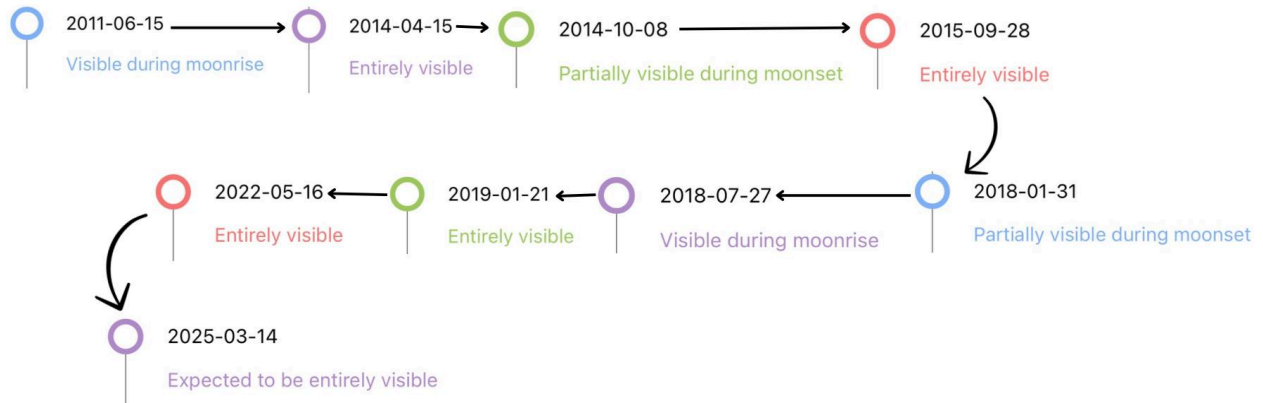 2011-06-15
Visible during moonrise
2014-04-15
Entirely visible
2014-10-08
Partially visible during moonset
2015-09-28
Entirely visible
2018-01-31
Partially visible during moonset
2018-07-27
Visible during moonrise
2019-01-21
Entirely visible
2022-05-16
Entirely visible
2025-03-14
Expected to be entirely visible